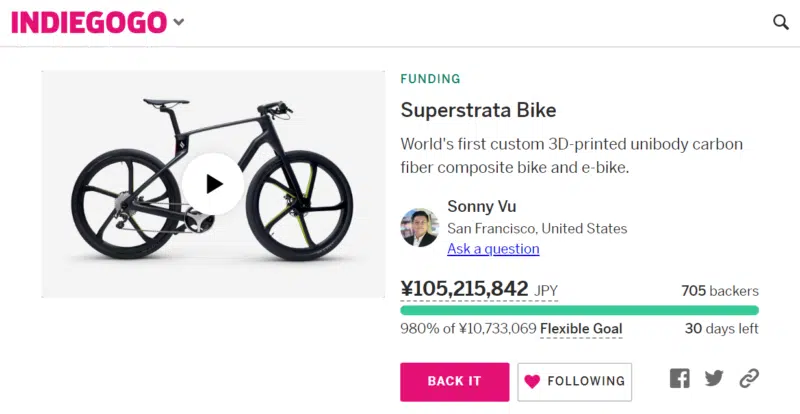 INDIEGOGO
FUNDING
Superstrata Bike
World's first custom 3D-printed unibody carbon
fiber composite bike and e-bike.
Sonny Vu
San Francisco, United States
Ask a question
¥105,215,842 JPY 705 backers
980% of ¥10,733,069 Flexible Goal 30 days left
BACK IT FOLLOWING